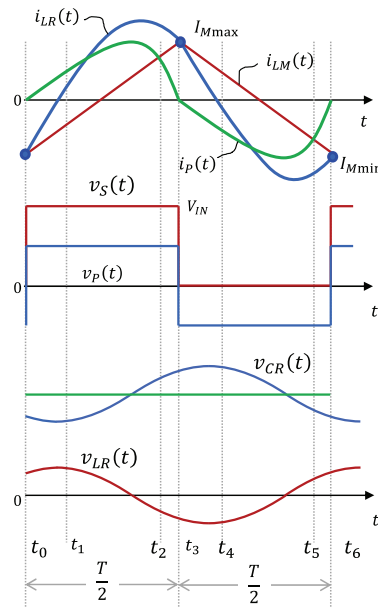 i_LR(t)
I_Mmax
i_LM(t)
0
t
i_P(t)
I_Mmin
v_S(t)
V_IN
v_P(t)
0
t
v_CR(t)
v_LR(t)
0
t
t_0 t_1 t_2 t_3 t_4 t_5 t_6
T/2 T/2